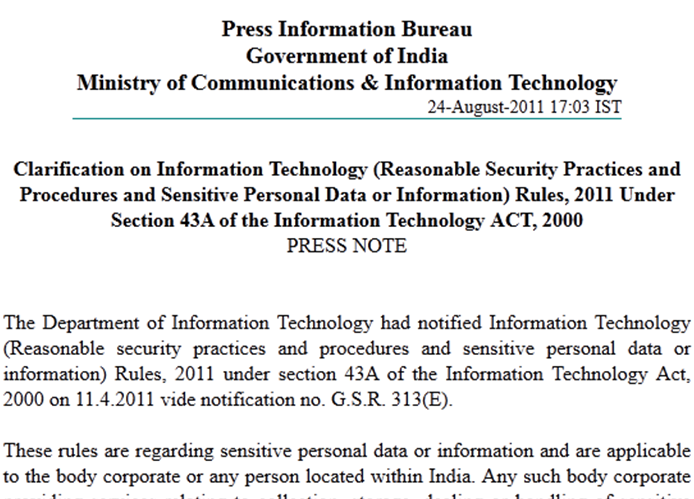 Press Information Bureau
Government of India
Ministry of Communications & Information Technology
24-August-2011 17:03 IST
Clarification on Information Technology (Reasonable Security Practices and
Procedures and Sensitive Personal Data or Information) Rules, 2011 Under
Section 43A of the Information Technology ACT, 2000
PRESS NOTE
The Department of Information Technology had notified Information Technology
(Reasonable security practices and procedures and sensitive personal data or
information) Rules, 2011 under section 43A of the Information Technology Act,
2000 on 11.4.2011 vide notification no. G.S.R. 313(E).
These rules are regarding sensitive personal data or information and are applicable
to the body corporate or any person located within India. Any such body corporate